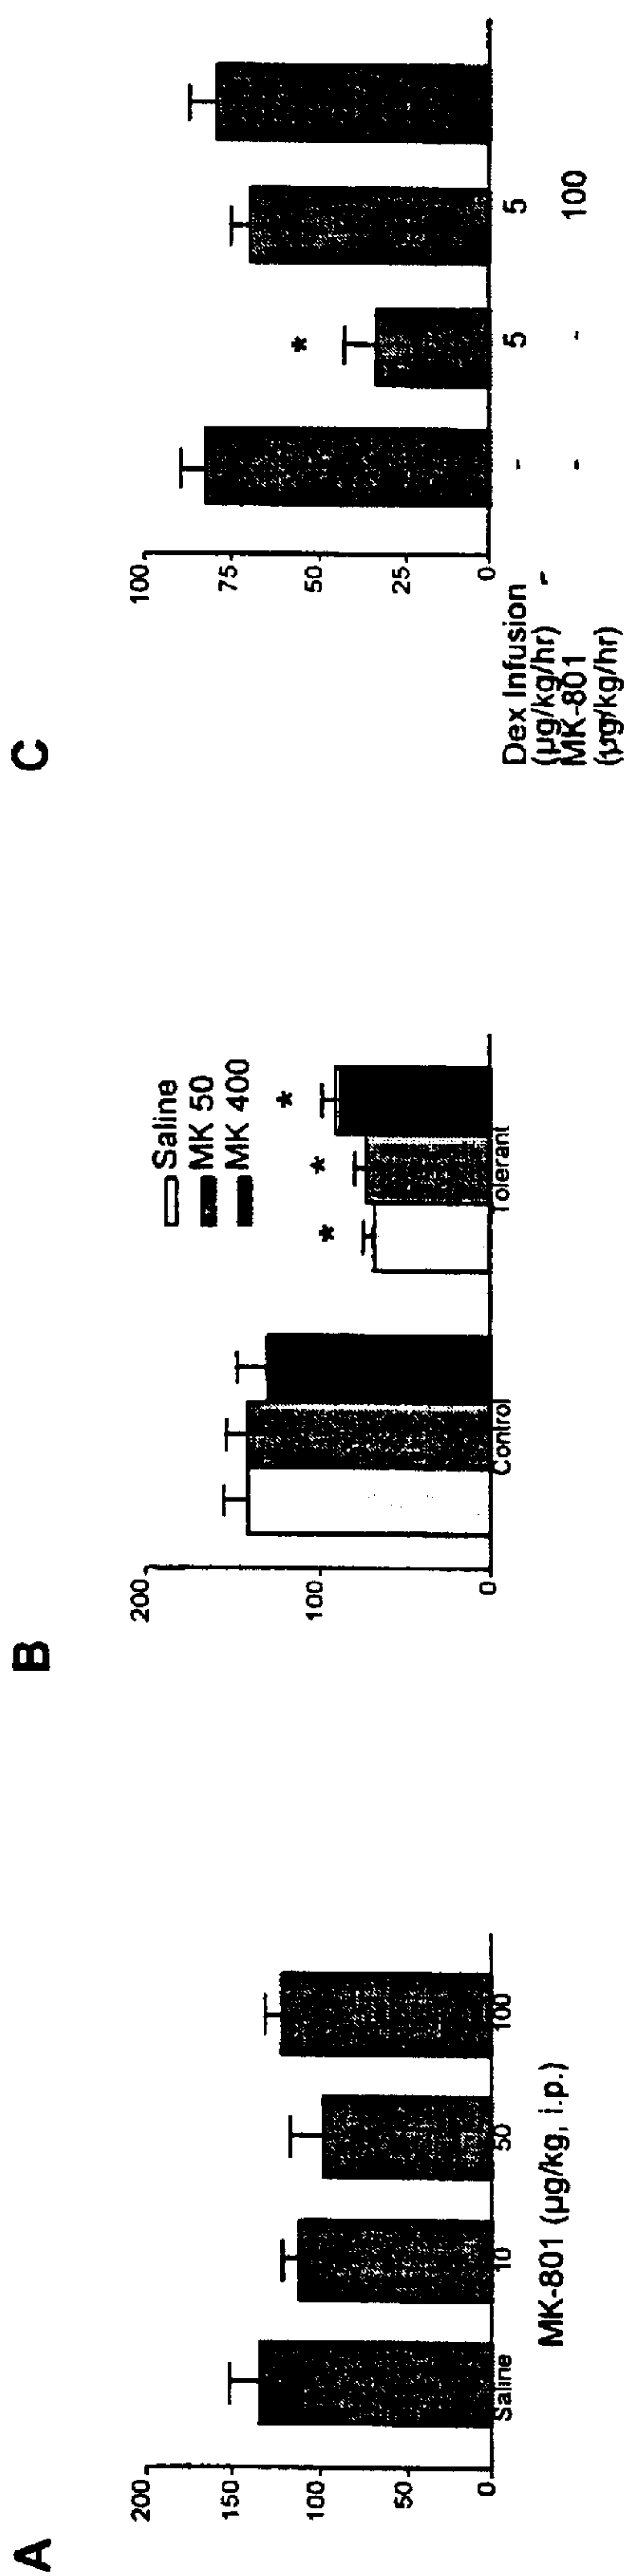 A
200
150
100
50
0
Saline
10
50
100
MK-801 (µg/kg, i.p.)
B
200
100
0
Saline
MK 50
MK 400
*
*
*
Control
Tolerant
C
100
75
50
25
0
*
Dex Infusion - - 5 5
(µg/kg/hr)
MK-801 - - 100
(µg/kg/hr)